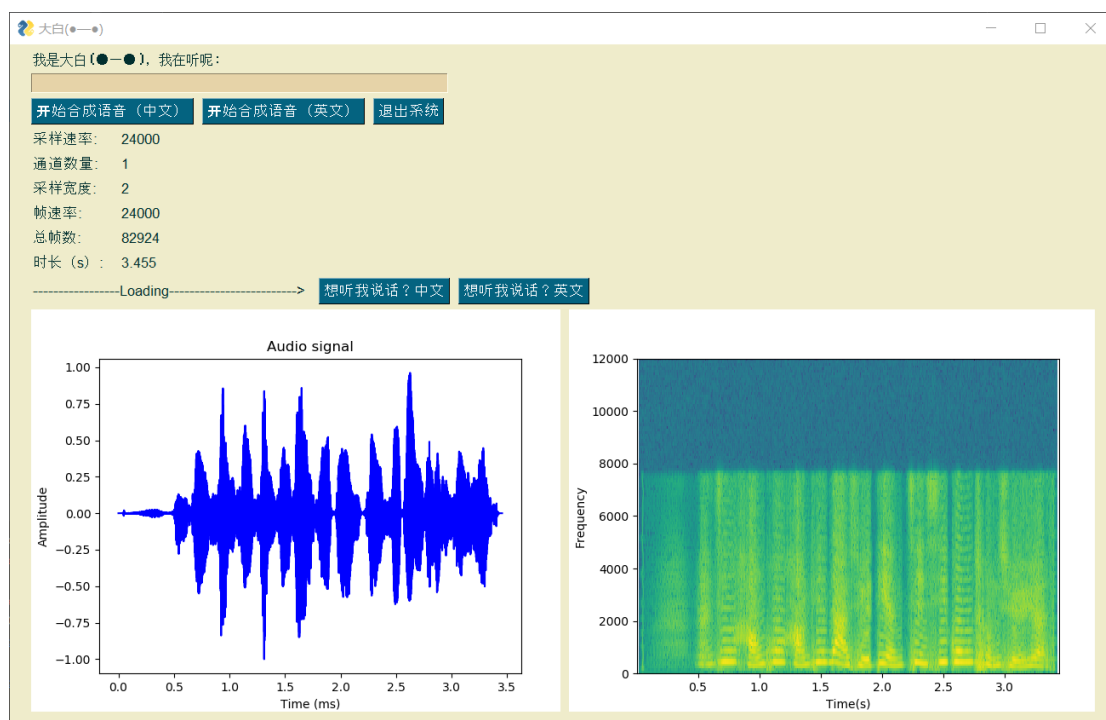 大白(●—●)
我是大白(●—●)，我在听呢：
开始合成语音（中文） 开始合成语音（英文） 退出系统
采样速率: 24000
通道数量: 1
采样宽度: 2
帧速率: 24000
总帧数: 82924
时长（s）: 3.455
-----------------Loading-------------------------> 想听我说话？中文 想听我说话？英文
Audio signal
1.00
0.75
0.50
0.25
0.00
−0.25
−0.50
−0.75
−1.00
Amplitude
0.0 0.5 1.0 1.5 2.0 2.5 3.0 3.5
Time (ms)
12000
10000
8000
6000
4000
2000
0
Frequency
0.5 1.0 1.5 2.0 2.5 3.0
Time(s)